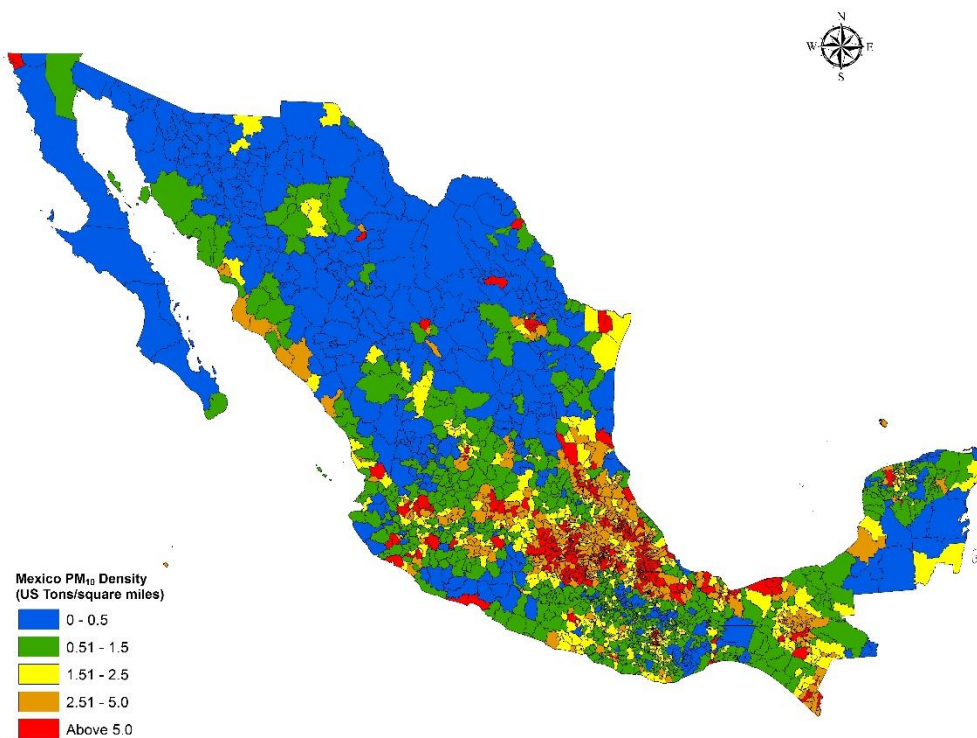 N
W E
S
Mexico PM₁₀ Density
(US Tons/square miles)
0 - 0.5
0.51 - 1.5
1.51 - 2.5
2.51 - 5.0
Above 5.0